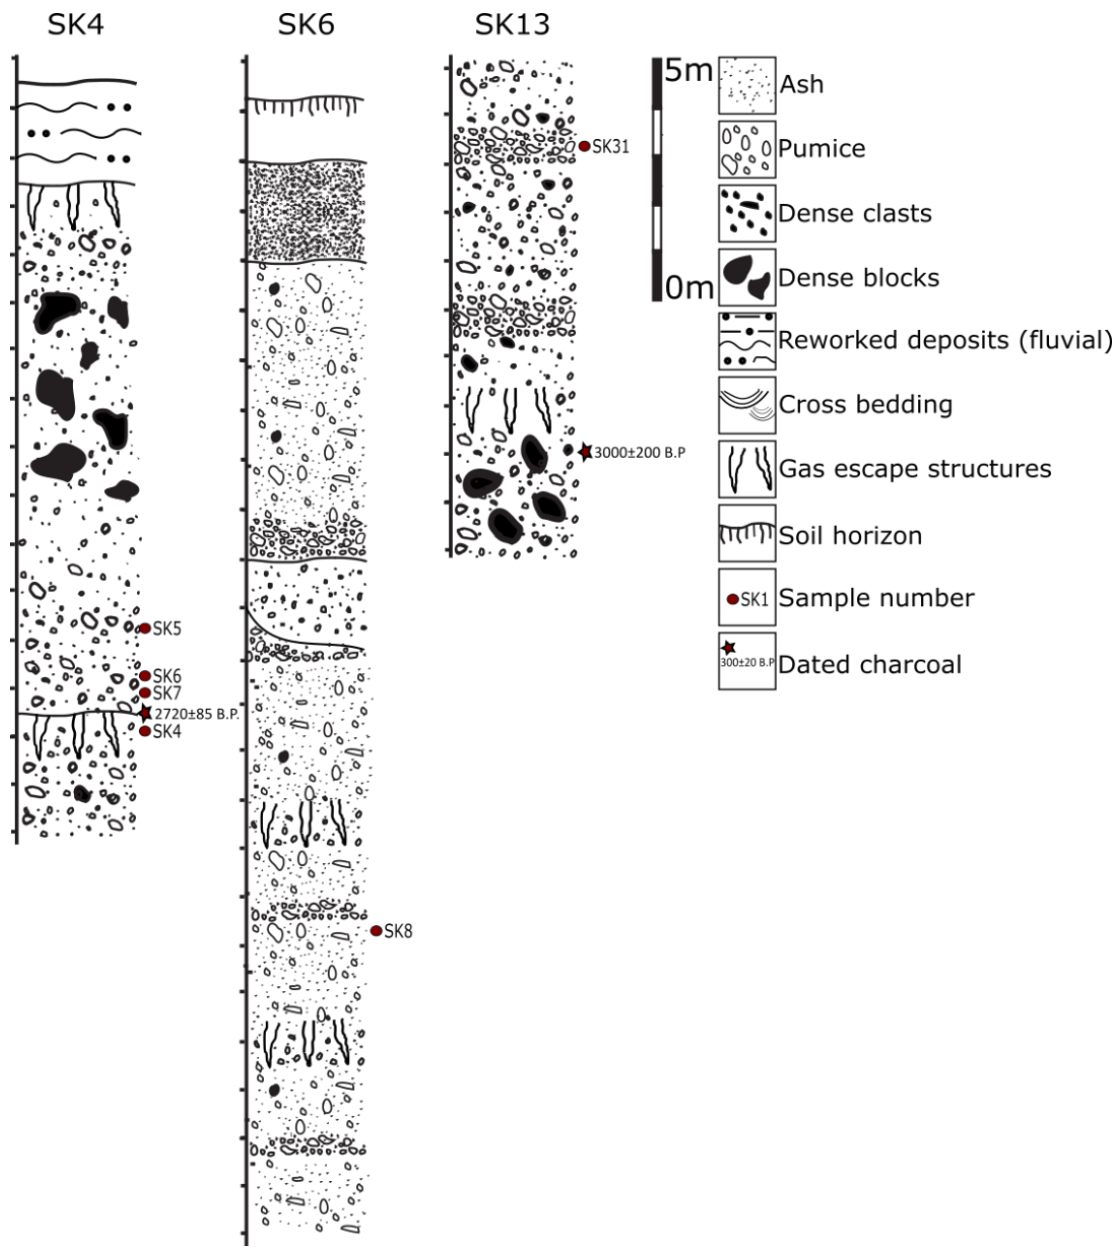 SK4
SK6
SK13
5m
0m
SK31
3000±200 B.P
SK5
SK6
SK7
2720±85 B.P.
SK4
SK8
Ash
Pumice
Dense clasts
Dense blocks
Reworked deposits (fluvial)
Cross bedding
Gas escape structures
Soil horizon
SK1
Sample number
300±20 B.P
Dated charcoal